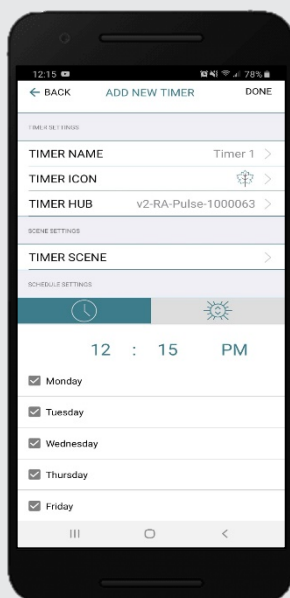 12:15 78%
← BACK ADD NEW TIMER DONE
TIMER SETTINGS
TIMER NAME Timer 1 >
TIMER ICON >
TIMER HUB v2-RA-Pulse-1000063 >
SCENE SETTINGS
TIMER SCENE >
SCHEDULE SETTINGS
12 : 15 PM
Monday
Tuesday
Wednesday
Thursday
Friday